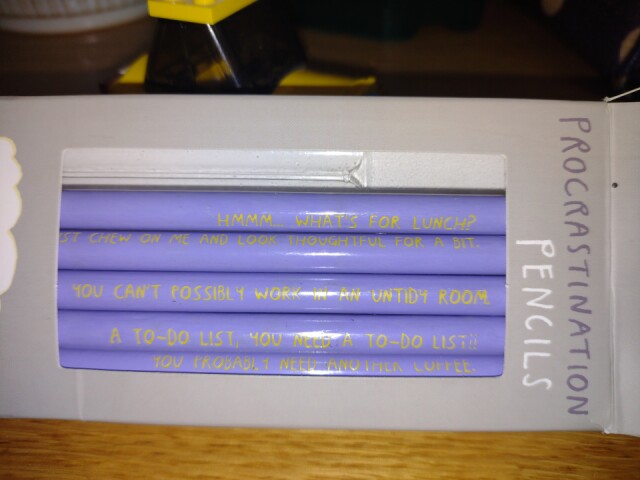 PROCRASTINATION
PENCILS
HMMM... WHAT'S FOR LUNCH?
ST CHEW ON ME AND LOOK THOUGHTFUL FOR A BIT.
YOU CAN'T POSSIBLY WORK IN AN UNTIDY ROOM.
A TO-DO LIST, YOU NEED A TO-DO LIST!!
YOU PROBABLY NEED ANOTHER COFFEE.